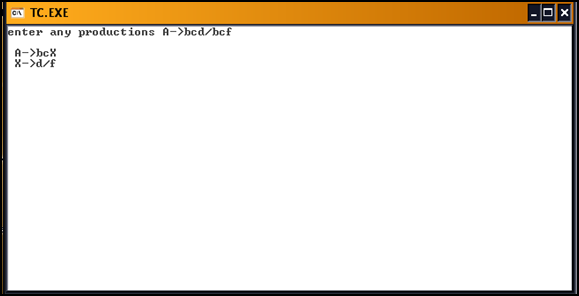 TC.EXE
enter any productions A->bcd/bcf
A->bcX
X->d/f